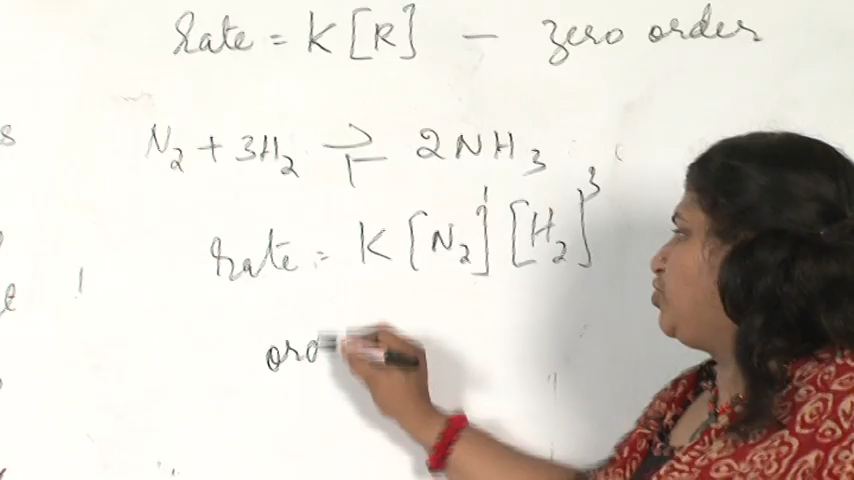 Rate = K [R] - zero order
s
N₂ + 3H₂ ⇌ 2NH₃
Rate = K [N₂]¹ [H₂]³
ord